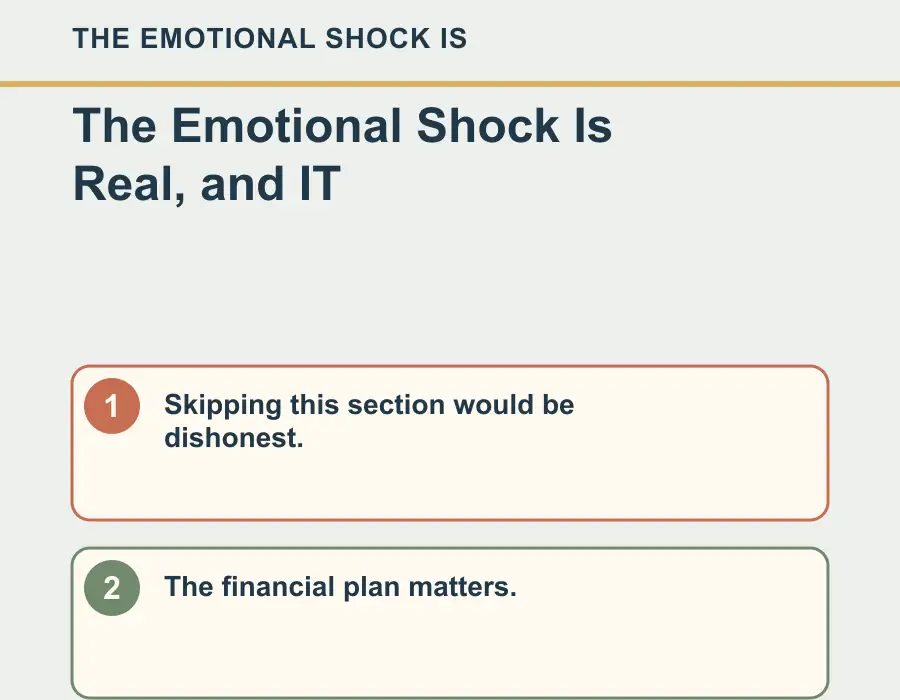 THE EMOTIONAL SHOCK IS
The Emotional Shock Is
Real, and IT
1
Skipping this section would be
dishonest.
2
The financial plan matters.